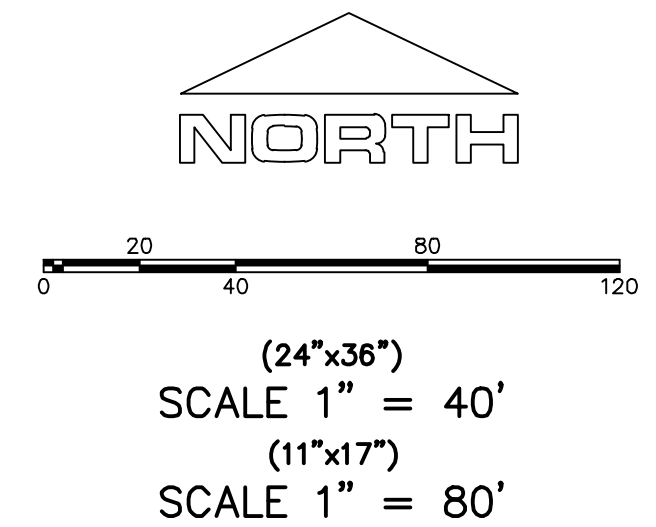 NORTH
20 80
0 40 120
(24”x36”)
SCALE 1” = 40’
(11”x17”)
SCALE 1” = 80’